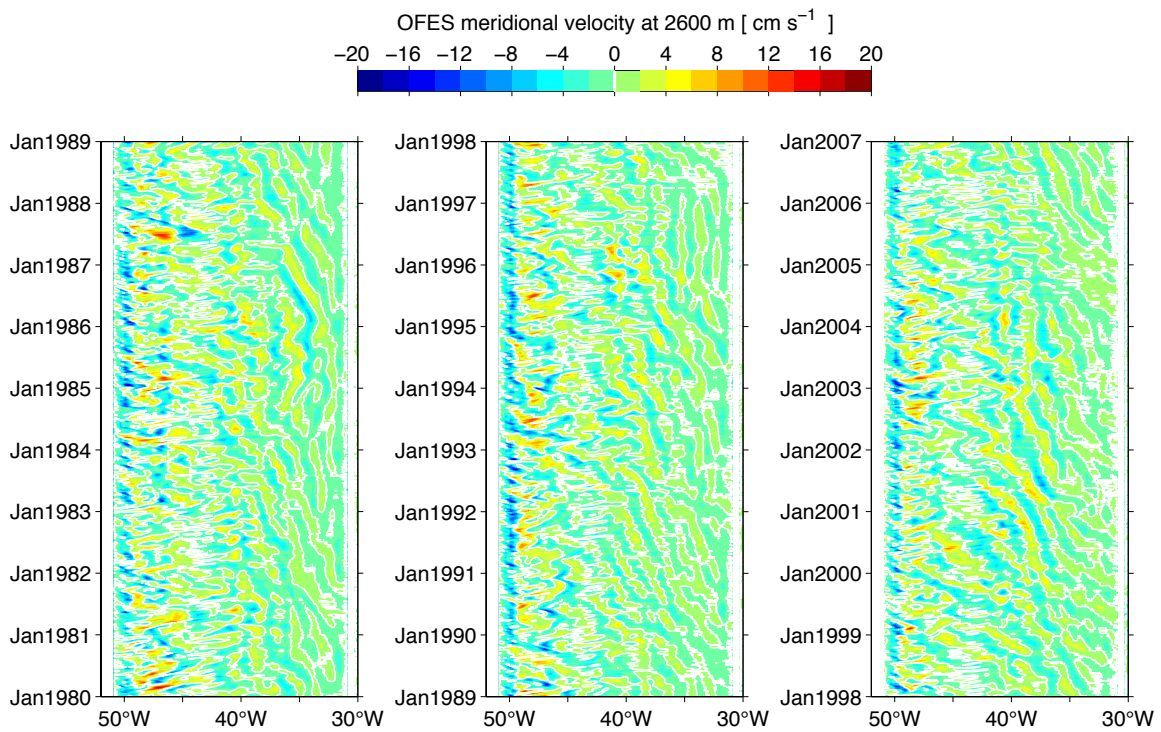 OFES meridional velocity at 2600 m [ cm s⁻¹ ]
−20 −16 −12 −8 −4 0 4 8 12 16 20
Jan1989
Jan1988
Jan1987
Jan1986
Jan1985
Jan1984
Jan1983
Jan1982
Jan1981
Jan1980
50°W 40°W 30°W
Jan1998
Jan1997
Jan1996
Jan1995
Jan1994
Jan1993
Jan1992
Jan1991
Jan1990
Jan1989
50°W 40°W 30°W
Jan2007
Jan2006
Jan2005
Jan2004
Jan2003
Jan2002
Jan2001
Jan2000
Jan1999
Jan1998
50°W 40°W 30°W